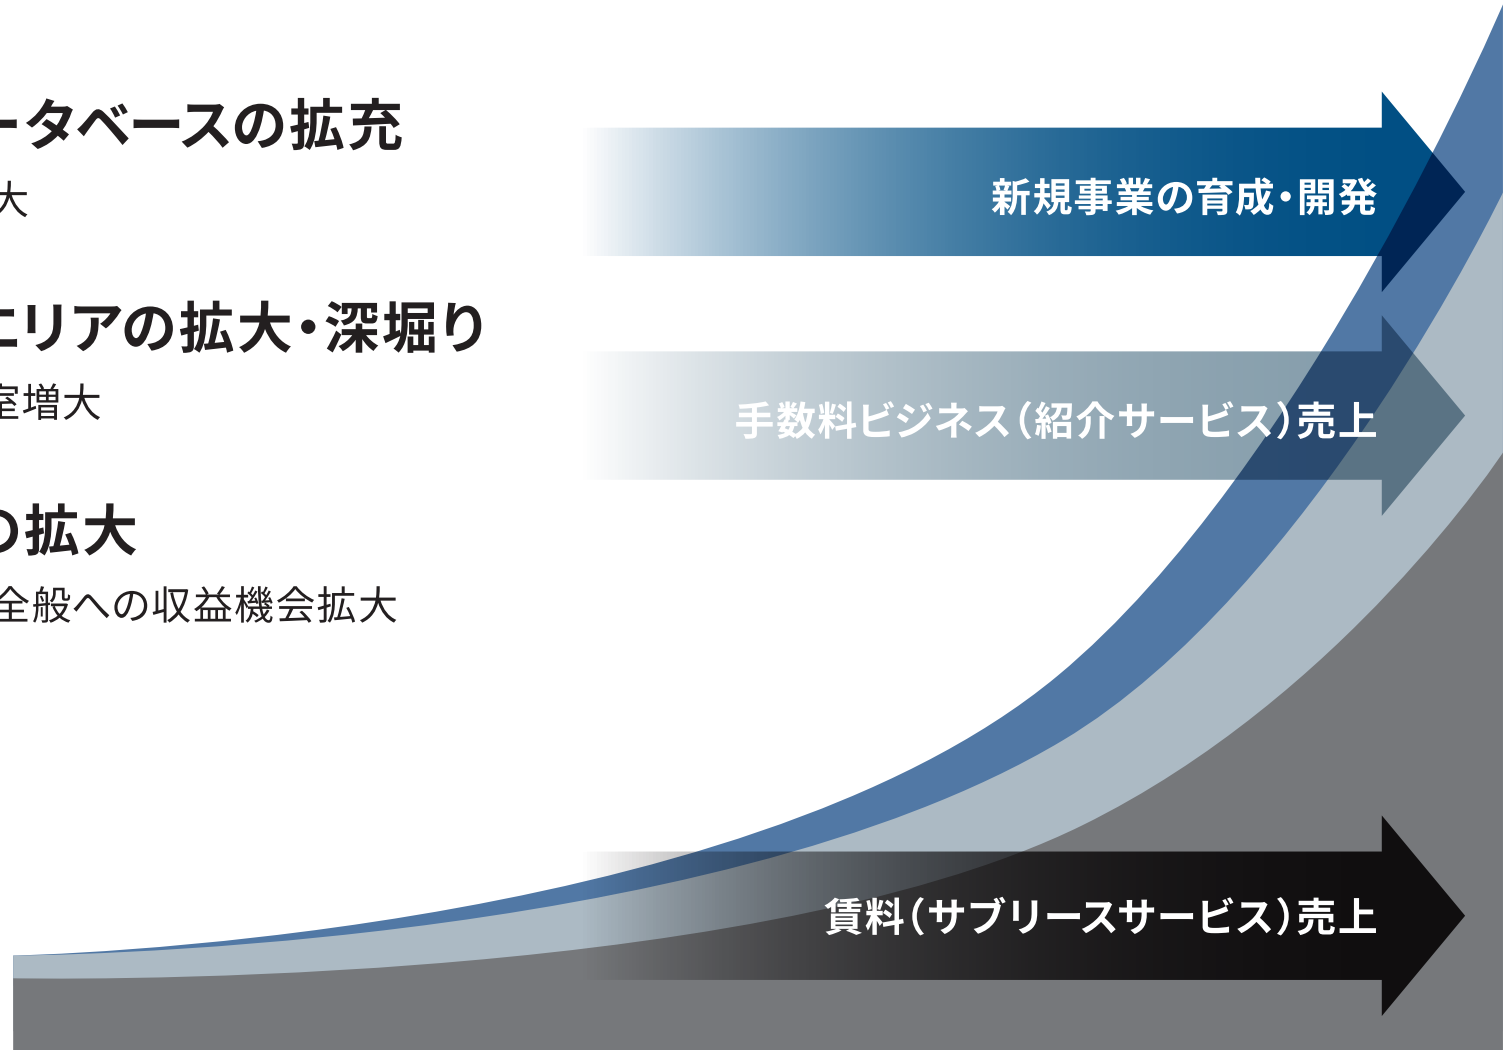 ータベースの拡充
大
新規事業の育成・開発
エリアの拡大・深堀り
室増大
手数料ビジネス（紹介サービス）売上
の拡大
全般への収益機会拡大
賃料（サブリースサービス）売上